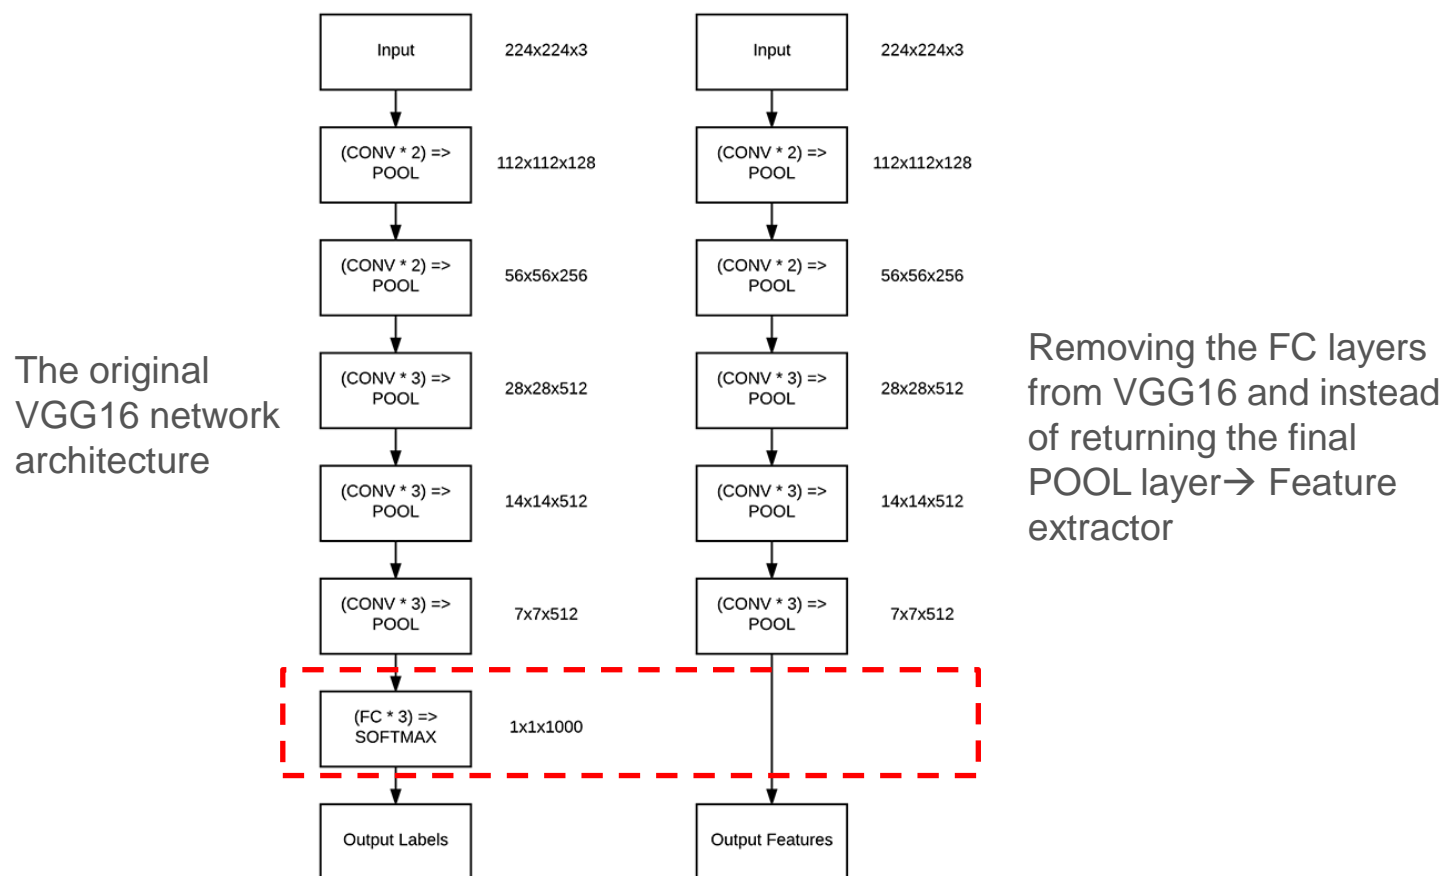 The original
VGG16 network
architecture
Input
224x224x3
(CONV * 2) =>
POOL
112x112x128
(CONV * 2) =>
POOL
56x56x256
(CONV * 3) =>
POOL
28x28x512
(CONV * 3) =>
POOL
14x14x512
(CONV * 3) =>
POOL
7x7x512
(FC * 3) =>
SOFTMAX
1x1x1000
Output Labels
Input
224x224x3
(CONV * 2) =>
POOL
112x112x128
(CONV * 2) =>
POOL
56x56x256
(CONV * 3) =>
POOL
28x28x512
(CONV * 3) =>
POOL
14x14x512
(CONV * 3) =>
POOL
7x7x512
Output Features
Removing the FC layers
from VGG16 and instead
of returning the final
POOL layer→ Feature
extractor